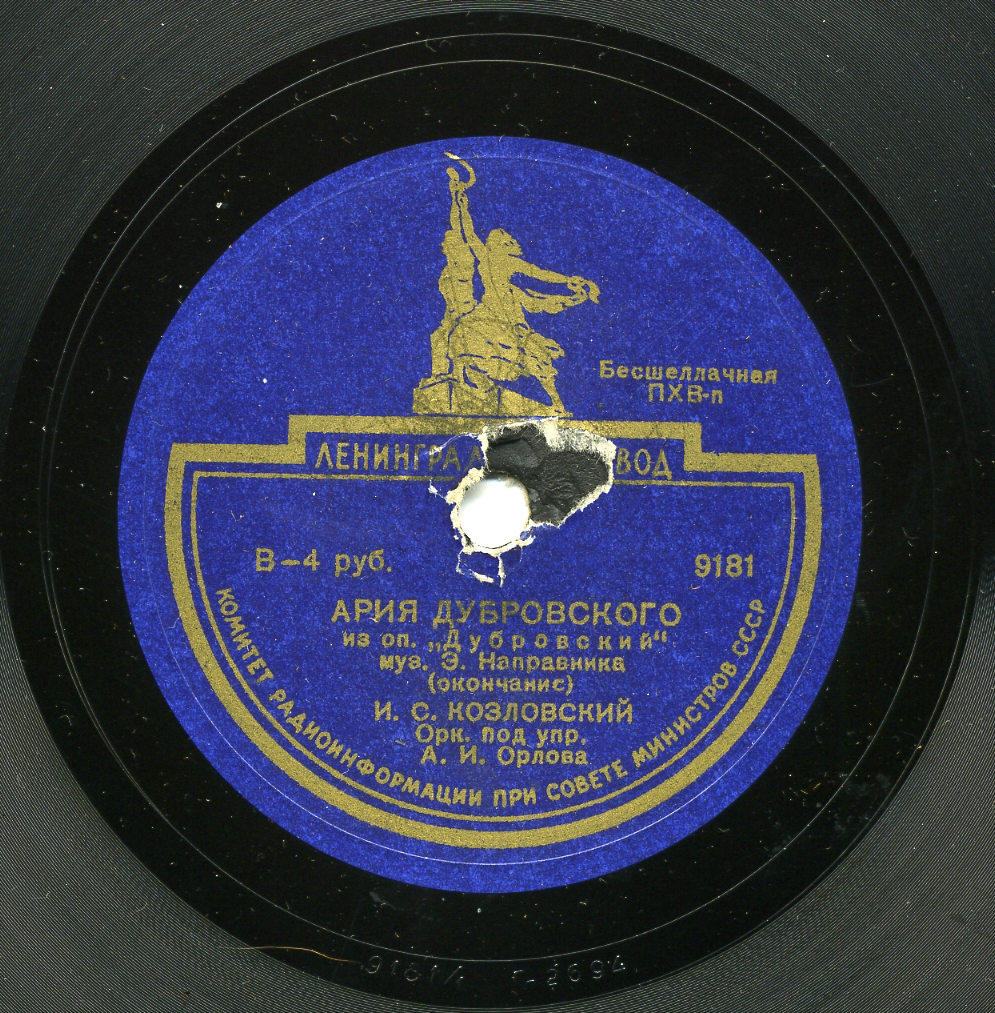 Бесшеллачная
ПХВ-п
ЛЕНИНГРА ВОД
В-4 руб.
9181
АРИЯ ДУБРОВСКОГО
из оп. „Дубровский“
муз. Э. Направника
(окончание)
И. С. КОЗЛОВСКИЙ
Орк. под упр.
А. И. Орлова
КОМИТЕТ РАДИОИНФОРМАЦИИ ПРИ СОВЕТЕ МИНИСТРОВ СССР